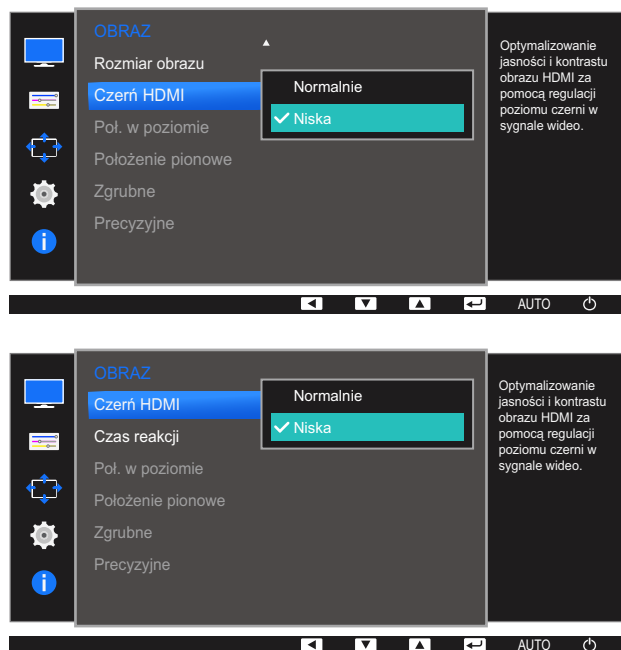 OBRAZ
Rozmiar obrazu
Czerń HDMI
Poł. w poziomie
Położenie pionowe
Zgrubne
Precyzyjne
Normalnie
Niska
Optymalizowanie
jasności i kontrastu
obrazu HDMI za
pomocą regulacji
poziomu czerni w
sygnale wideo.
AUTO
OBRAZ
Czerń HDMI
Czas reakcji
Poł. w poziomie
Położenie pionowe
Zgrubne
Precyzyjne
Normalnie
Niska
Optymalizowanie
jasności i kontrastu
obrazu HDMI za
pomocą regulacji
poziomu czerni w
sygnale wideo.
AUTO